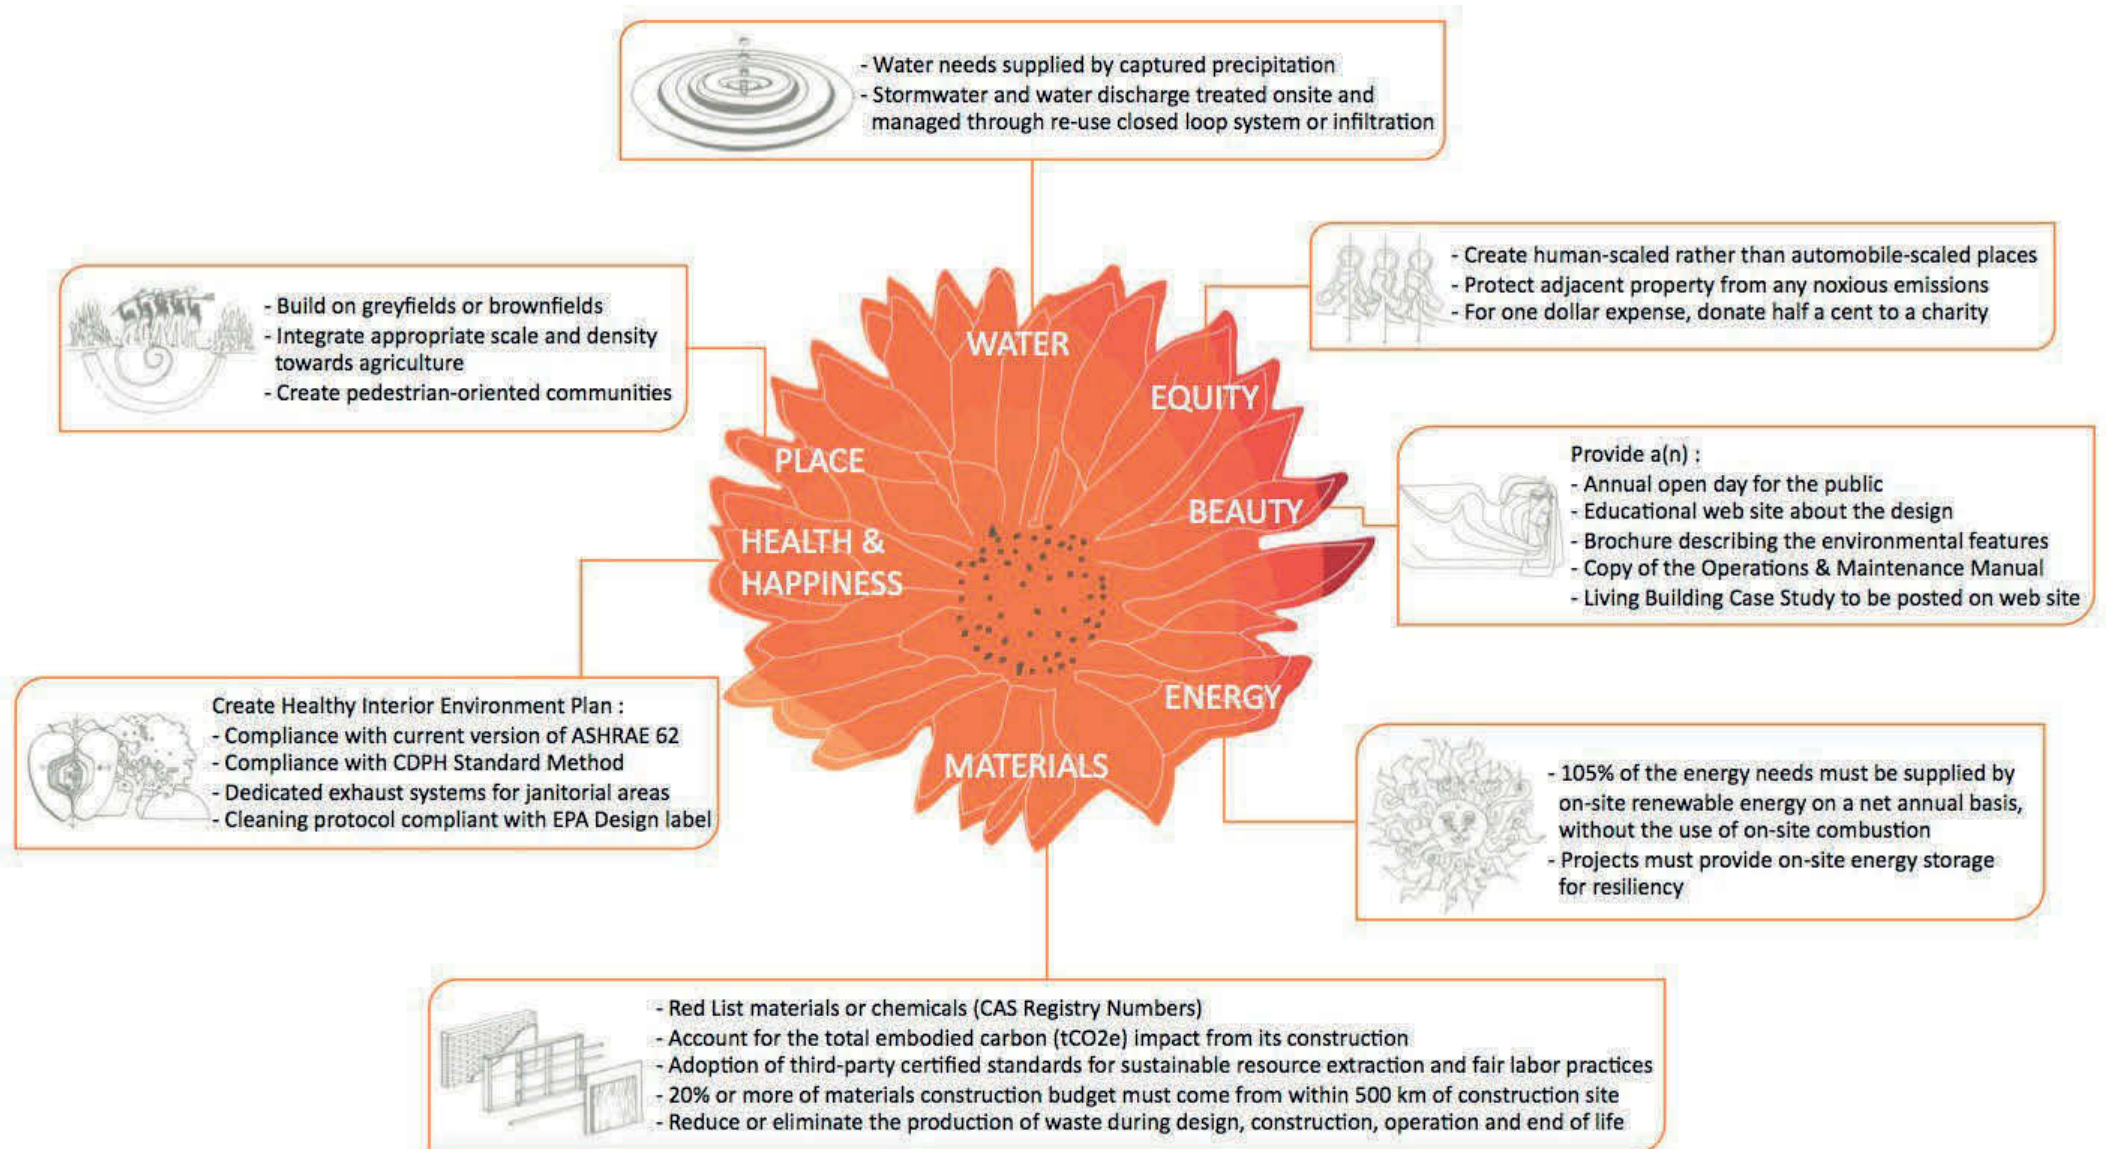 - Water needs supplied by captured precipitation
- Stormwater and water discharge treated onsite and
managed through re-use closed loop system or infiltration
- Build on greyfields or brownfields
- Integrate appropriate scale and density
towards agriculture
- Create pedestrian-oriented communities
- Create human-scaled rather than automobile-scaled places
- Protect adjacent property from any noxious emissions
- For one dollar expense, donate half a cent to a charity
WATER
EQUITY
PLACE
BEAUTY
HEALTH &
HAPPINESS
ENERGY
MATERIALS
Provide a(n) :
- Annual open day for the public
- Educational web site about the design
- Brochure describing the environmental features
- Copy of the Operations & Maintenance Manual
- Living Building Case Study to be posted on web site
Create Healthy Interior Environment Plan :
- Compliance with current version of ASHRAE 62
- Compliance with CDPH Standard Method
- Dedicated exhaust systems for janitorial areas
- Cleaning protocol compliant with EPA Design label
- 105% of the energy needs must be supplied by
on-site renewable energy on a net annual basis,
without the use of on-site combustion
- Projects must provide on-site energy storage
for resiliency
- Red List materials or chemicals (CAS Registry Numbers)
- Account for the total embodied carbon (tCO2e) impact from its construction
- Adoption of third-party certified standards for sustainable resource extraction and fair labor practices
- 20% or more of materials construction budget must come from within 500 km of construction site
- Reduce or eliminate the production of waste during design, construction, operation and end of life